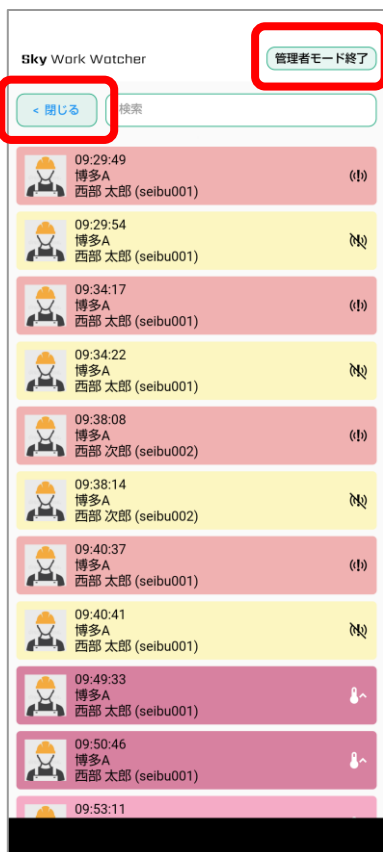 Sky Work Watcher
管理者モード終了
< 閉じる
検索
09:29:49
博多A
西部 太郎 (seibu001)
09:29:54
博多A
西部 太郎 (seibu001)
09:34:17
博多A
西部 太郎 (seibu001)
09:34:22
博多A
西部 太郎 (seibu001)
09:38:08
博多A
西部 次郎 (seibu002)
09:38:14
博多A
西部 次郎 (seibu002)
09:40:37
博多A
西部 太郎 (seibu001)
09:40:41
博多A
西部 太郎 (seibu001)
09:49:33
博多A
西部 太郎 (seibu001)
09:50:46
博多A
西部 太郎 (seibu001)
09:53:11